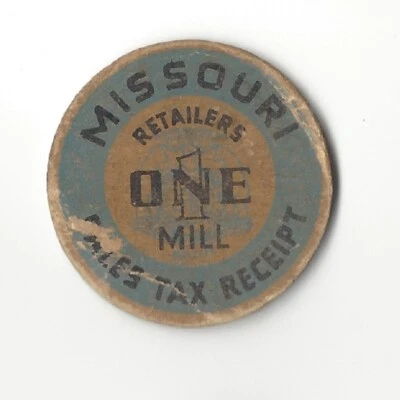 MISSOURI
RETAILERS
1
ONE
MILL
SALES TAX RECEIPT